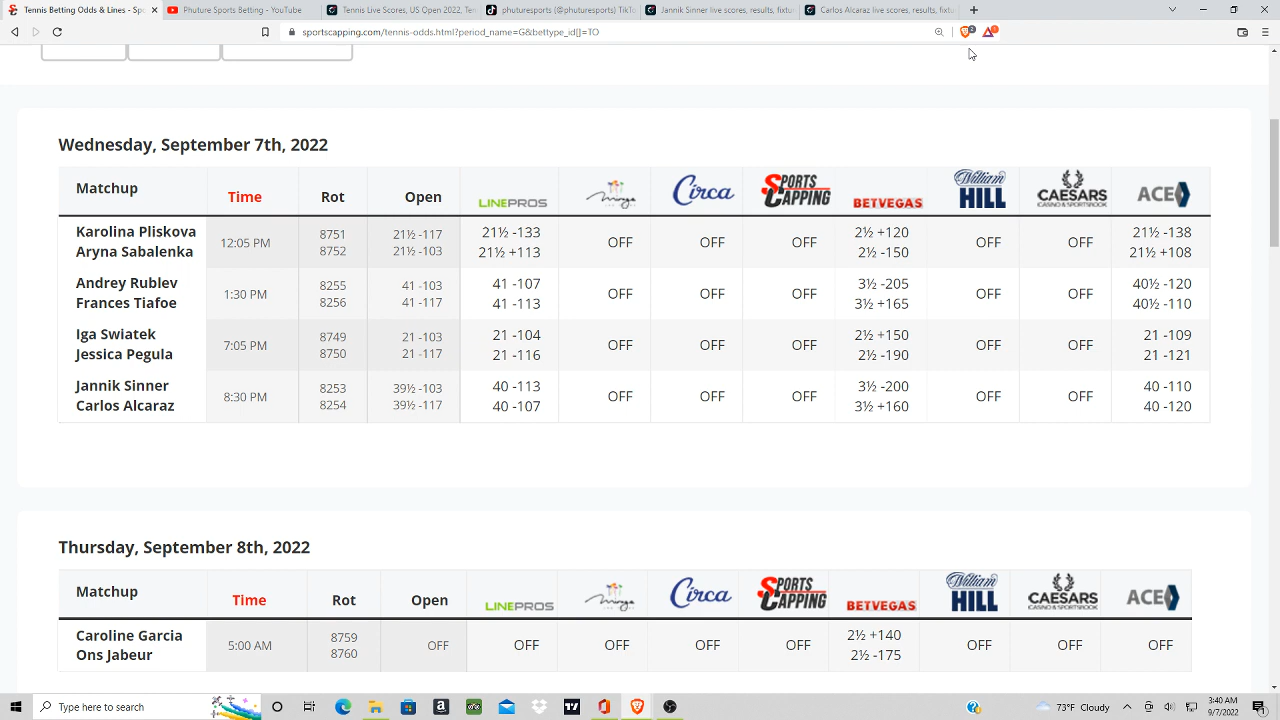 Tennis Betting Odds & Lines - Sp
Phuture Sports Betting - YouTube
Tennis Live Scores, US Open 2022, Ten
phuturesports (@phuturesports) TikTo
Jannik Sinner live scores, results, fixtu
Carlos Alcaraz live scores, results, fixtu
sportscapping.com/tennis-odds.html?period_name=G&bettype_id[]=TO
Wednesday, September 7th, 2022
Matchup Time Rot Open LINEPROS Mirage Circa SPORTS CAPPING BETVEGAS William HILL CAESARS CASINO & SPORTSBOOK ACE
Karolina Pliskova 8751 21½ -117 21½ -133 2½ +120 21½ -138
12:05 PM OFF OFF OFF OFF OFF
Aryna Sabalenka 8752 21½ -103 21½ +113 2½ -150 21½ +108
Andrey Rublev 8255 41 -103 41 -107 3½ -205 40½ -120
1:30 PM OFF OFF OFF OFF OFF
Frances Tiafoe 8256 41 -117 41 -113 3½ +165 40½ -110
Iga Swiatek 8749 21 -103 21 -104 2½ +150 21 -109
7:05 PM OFF OFF OFF OFF OFF
Jessica Pegula 8750 21 -117 21 -116 2½ -190 21 -121
Jannik Sinner 8253 39½ -103 40 -113 3½ -200 40 -110
8:30 PM OFF OFF OFF OFF OFF
Carlos Alcaraz 8254 39½ -117 40 -107 3½ +160 40 -120
Thursday, September 8th, 2022
Matchup Time Rot Open LINEPROS Mirage Circa SPORTS CAPPING BETVEGAS William HILL CAESARS CASINO & SPORTSBOOK ACE
Caroline Garcia 8759 2½ +140
5:00 AM OFF OFF OFF OFF OFF OFF OFF OFF
Ons Jabeur 8760 2½ -175
Type here to search
73°F Cloudy
3:40 AM
9/7/2022